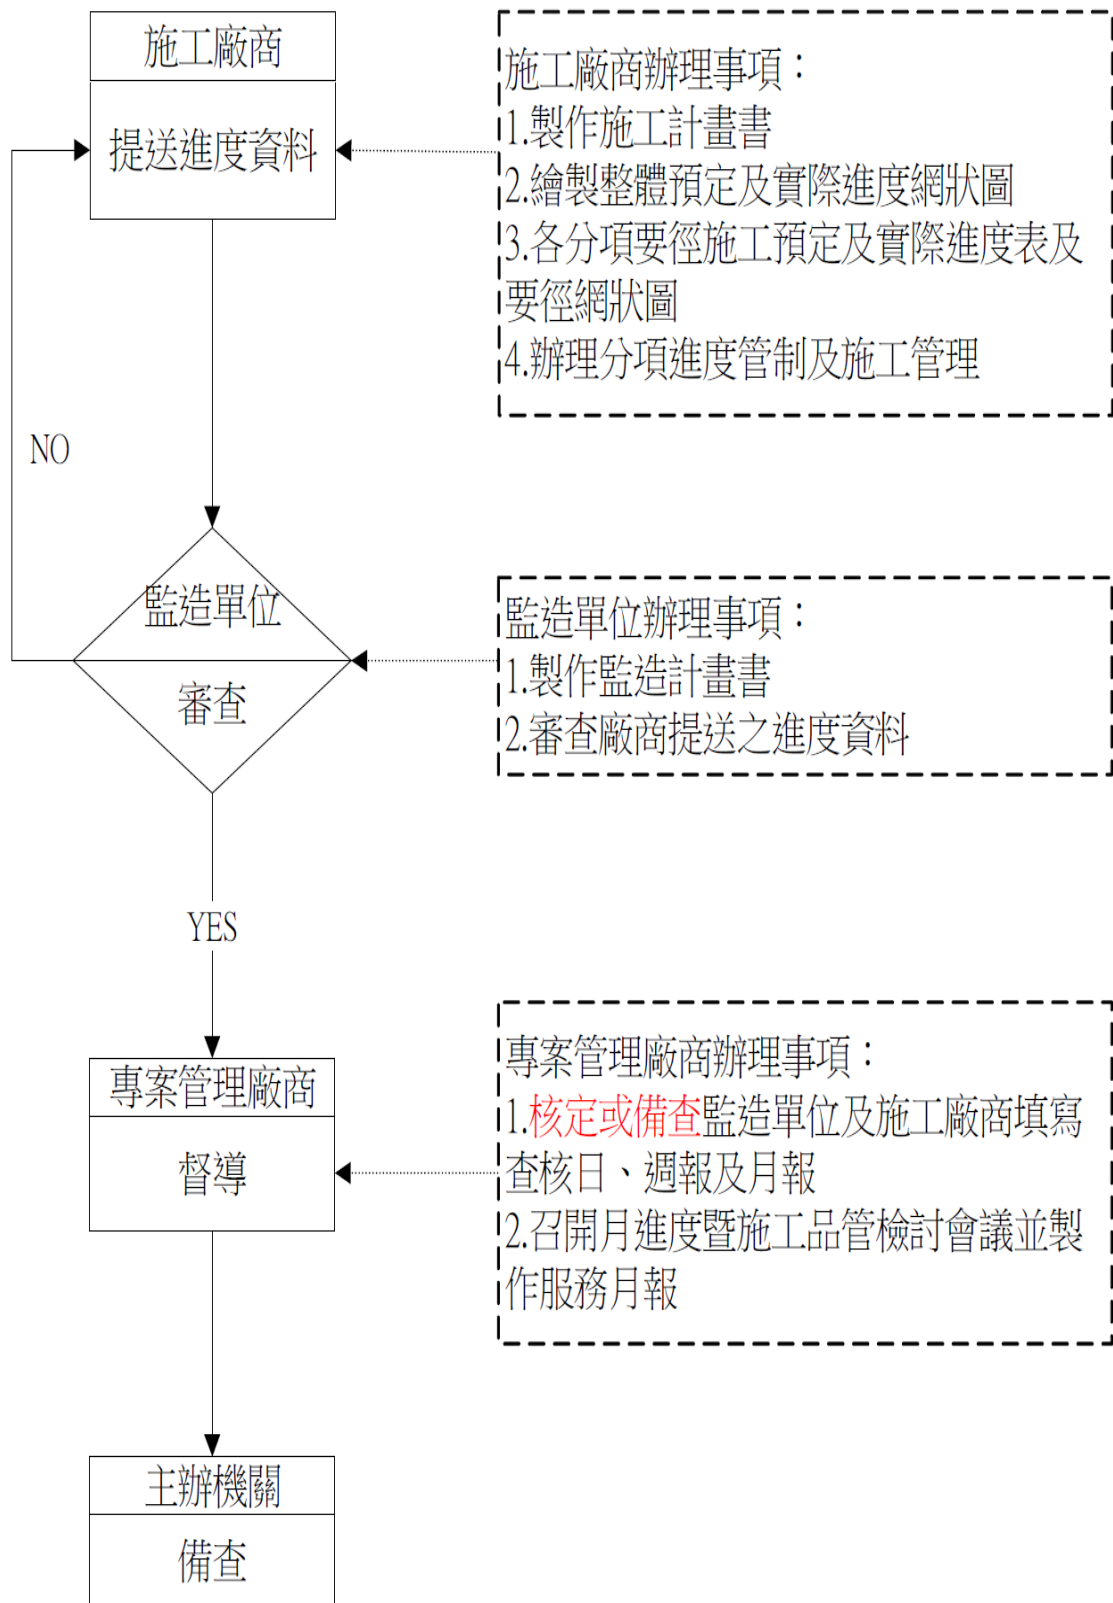 施工廠商
提送進度資料
施工廠商辦理事項：
1.製作施工計畫書
2.繪製整體預定及實際進度網狀圖
3.各分項要徑施工預定及實際進度表及
要徑網狀圖
4.辦理分項進度管制及施工管理
NO
監造單位
審查
監造單位辦理事項：
1.製作監造計畫書
2.審查廠商提送之進度資料
YES
專案管理廠商
督導
專案管理廠商辦理事項：
1.核定或備查監造單位及施工廠商填寫
查核日、週報及月報
2.召開月進度暨施工品管檢討會議並製
作服務月報
主辦機關
備查